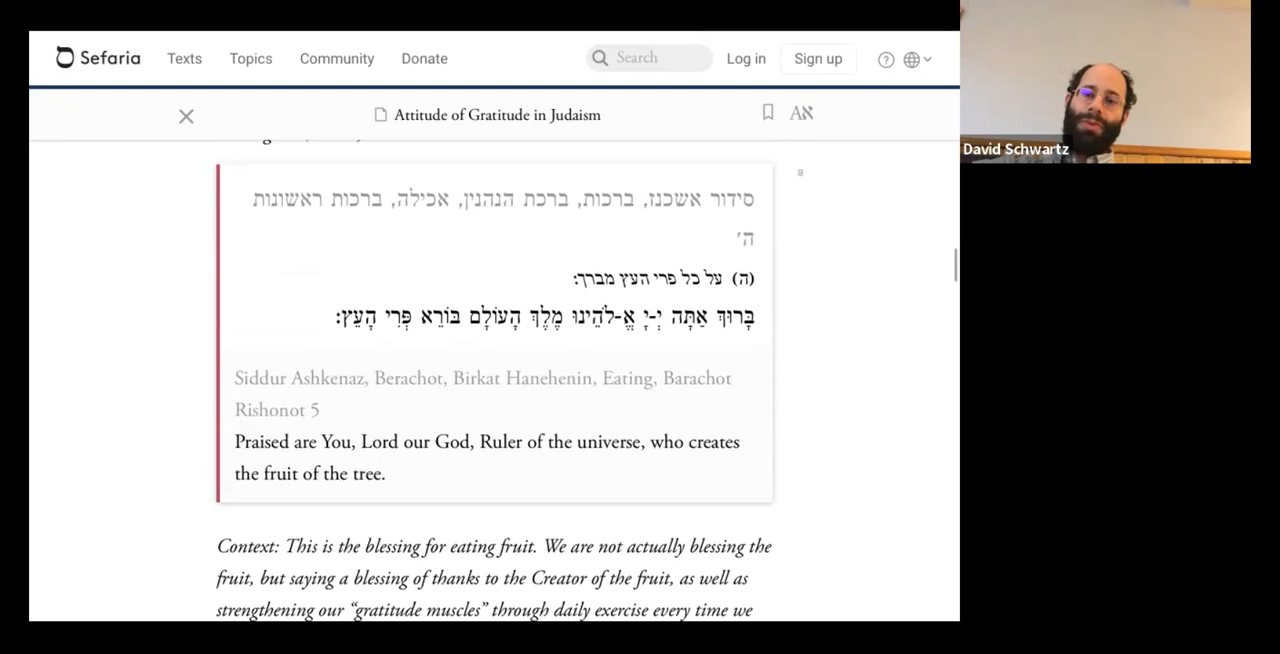 Sefaria Texts Topics Community Donate Search Log in Sign up
Attitude of Gratitude in Judaism Aא
David Schwartz
8
סידור אשכנז, ברכות, ברכת הנהנין, אכילה, ברכות ראשונות
ה׳
(ה) על כל פרי העץ מברך:
בָּרוּךְ אַתָּה יְ-יָ אֱ-לֹהֵינוּ מֶלֶךְ הָעוֹלָם בּוֹרֵא פְּרִי הָעֵץ:
Siddur Ashkenaz, Berachot, Birkat Hanehenin, Eating, Barachot
Rishonot 5
Praised are You, Lord our God, Ruler of the universe, who creates
the fruit of the tree.
Context: This is the blessing for eating fruit. We are not actually blessing the
fruit, but saying a blessing of thanks to the Creator of the fruit, as well as
strengthening our “gratitude muscles” through daily exercise every time we